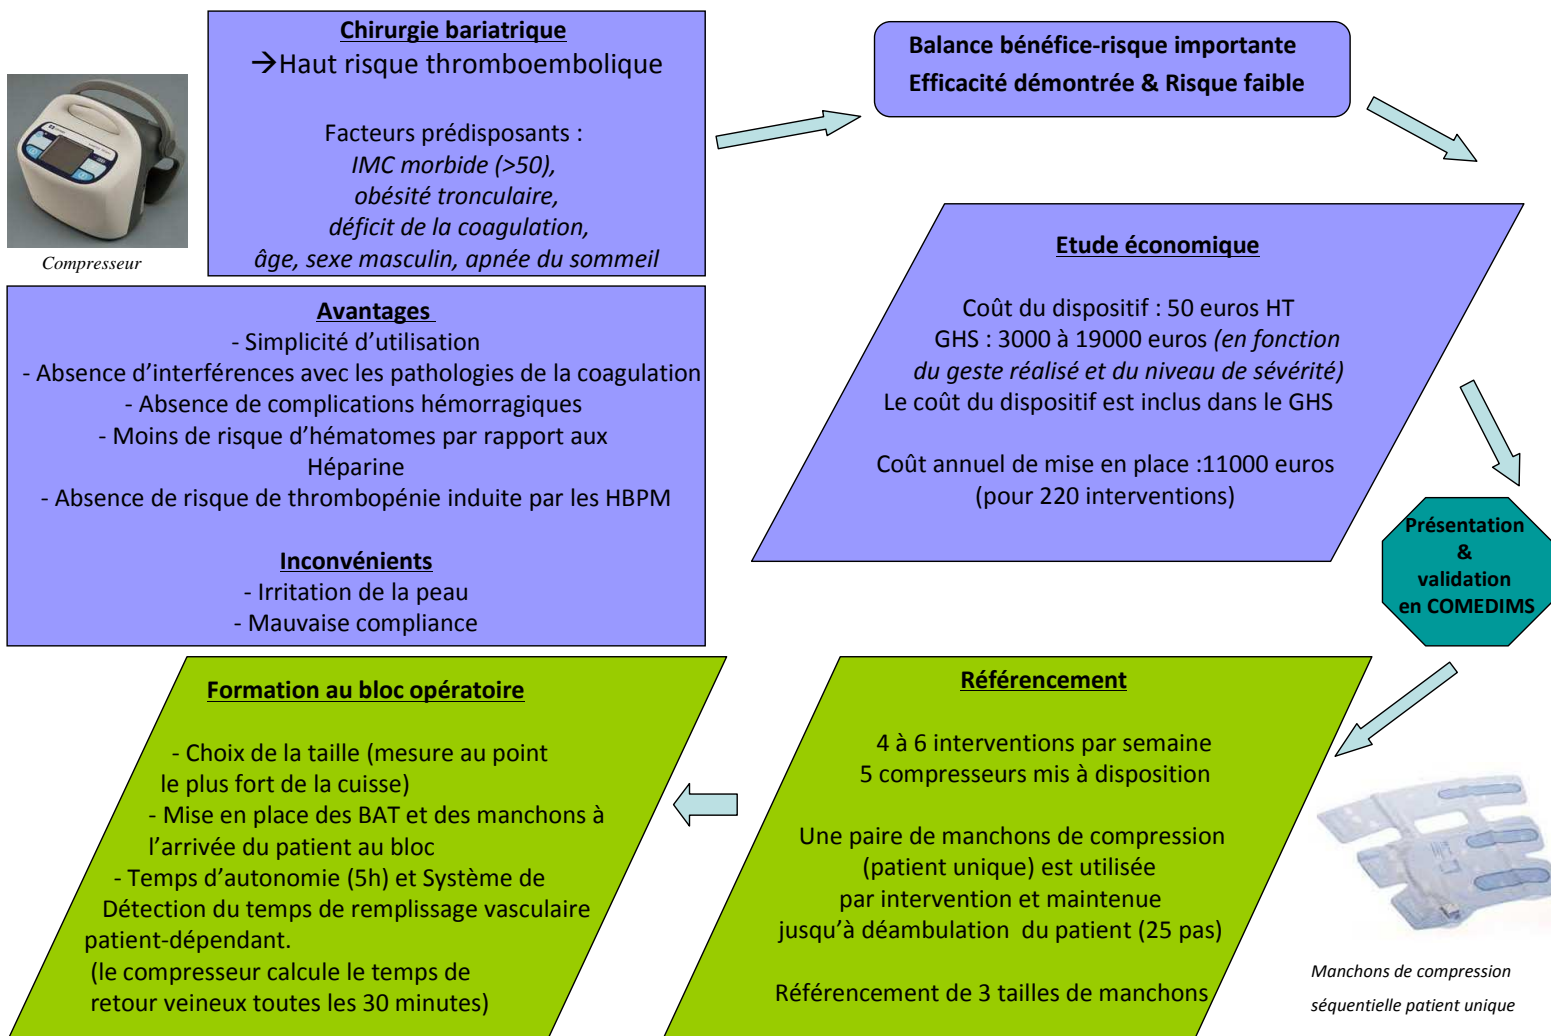 Chirurgie bariatrique
→Haut risque thromboembolique
Facteurs prédisposants :
IMC morbide (>50),
obésité tronculaire,
déficit de la coagulation,
âge, sexe masculin, apnée du sommeil
Compresseur
Balance bénéfice-risque importante
Efficacité démontrée & Risque faible
Avantages
- Simplicité d’utilisation
- Absence d’interférences avec les pathologies de la coagulation
- Absence de complications hémorragiques
- Moins de risque d’hématomes par rapport aux
Héparine
- Absence de risque de thrombopénie induite par les HBPM
Inconvénients
- Irritation de la peau
- Mauvaise compliance
Etude économique
Coût du dispositif : 50 euros HT
GHS : 3000 à 19000 euros (en fonction
du geste réalisé et du niveau de sévérité)
Le coût du dispositif est inclus dans le GHS
Coût annuel de mise en place :11000 euros
(pour 220 interventions)
Présentation
&
validation
en COMEDIMS
Référencement
4 à 6 interventions par semaine
5 compresseurs mis à disposition
Une paire de manchons de compression
(patient unique) est utilisée
par intervention et maintenue
jusqu’à déambulation du patient (25 pas)
Référencement de 3 tailles de manchons
Manchons de compression
séquentielle patient unique
Formation au bloc opératoire
- Choix de la taille (mesure au point
le plus fort de la cuisse)
- Mise en place des BAT et des manchons à
l’arrivée du patient au bloc
- Temps d’autonomie (5h) et Système de
Détection du temps de remplissage vasculaire
patient-dépendant.
(le compresseur calcule le temps de
retour veineux toutes les 30 minutes)